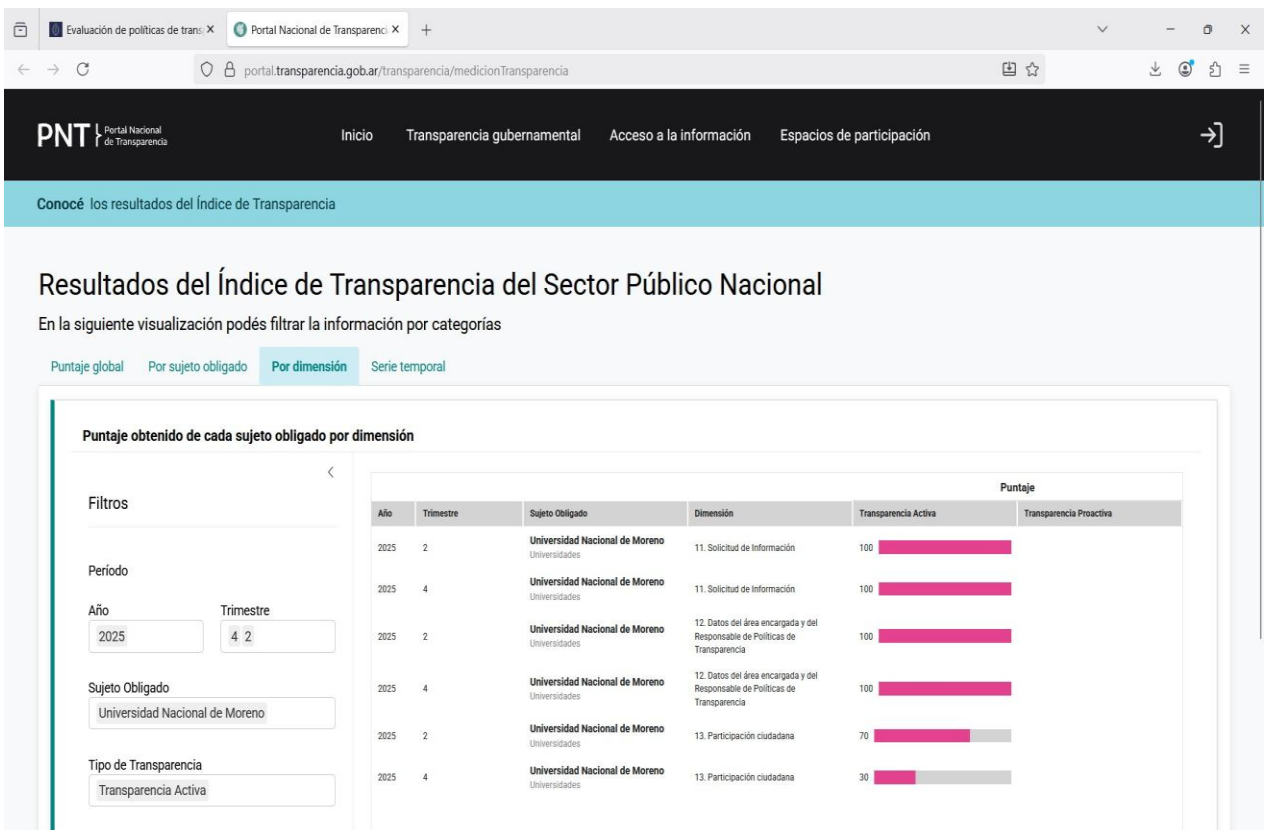 Evaluación de políticas de trans
Portal Nacional de Transparenci
portal.transparencia.gob.ar/transparencia/medicionTransparencia
PNT
Portal Nacional
de Transparencia
Inicio
Transparencia gubernamental
Acceso a la información
Espacios de participación
Conocé los resultados del Índice de Transparencia
Resultados del Índice de Transparencia del Sector Público Nacional
En la siguiente visualización podés filtrar la información por categorías
Puntaje global
Por sujeto obligado
Por dimensión
Serie temporal
Puntaje obtenido de cada sujeto obligado por dimensión
Filtros
Período
Año
Trimestre
2025
4 2
Sujeto Obligado
Universidad Nacional de Moreno
Tipo de Transparencia
Transparencia Activa
Puntaje
Año Trimestre Sujeto Obligado Dimensión Transparencia Activa Transparencia Proactiva
2025 2 Universidad Nacional de Moreno 11. Solicitud de Información 100
Universidades
2025 4 Universidad Nacional de Moreno 11. Solicitud de Información 100
Universidades
2025 2 Universidad Nacional de Moreno 12. Datos del área encargada y del 100
Universidades Responsable de Políticas de
Transparencia
2025 4 Universidad Nacional de Moreno 12. Datos del área encargada y del 100
Universidades Responsable de Políticas de
Transparencia
2025 2 Universidad Nacional de Moreno 13. Participación ciudadana 70
Universidades
2025 4 Universidad Nacional de Moreno 13. Participación ciudadana 30
Universidades